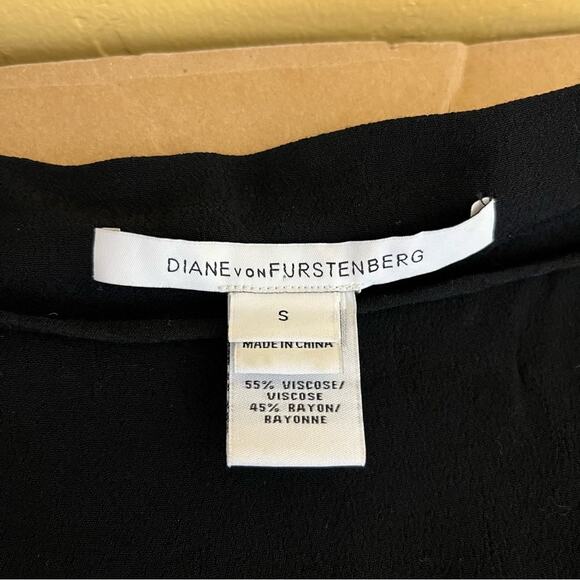 DIANE VON FURSTENBERG
S
MADE IN CHINA
55% VISCOSE/
VISCOSE
45% RAYON/
RAYONNE